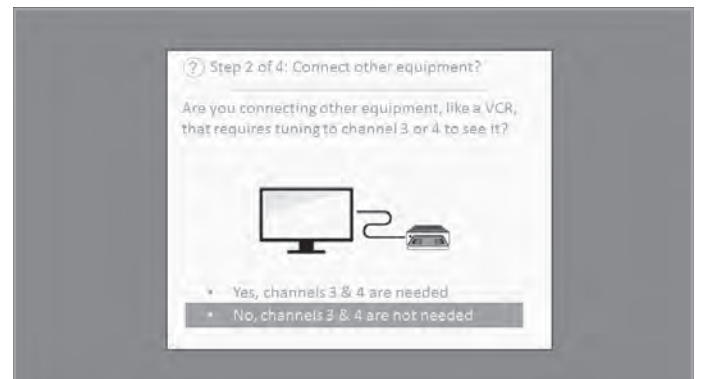 ? Step 2 of 4: Connect other equipment?
Are you connecting other equipment, like a VCR,
that requires tuning to channel 3 or 4 to see it?
• Yes, channels 3 & 4 are needed
• No, channels 3 & 4 are not needed